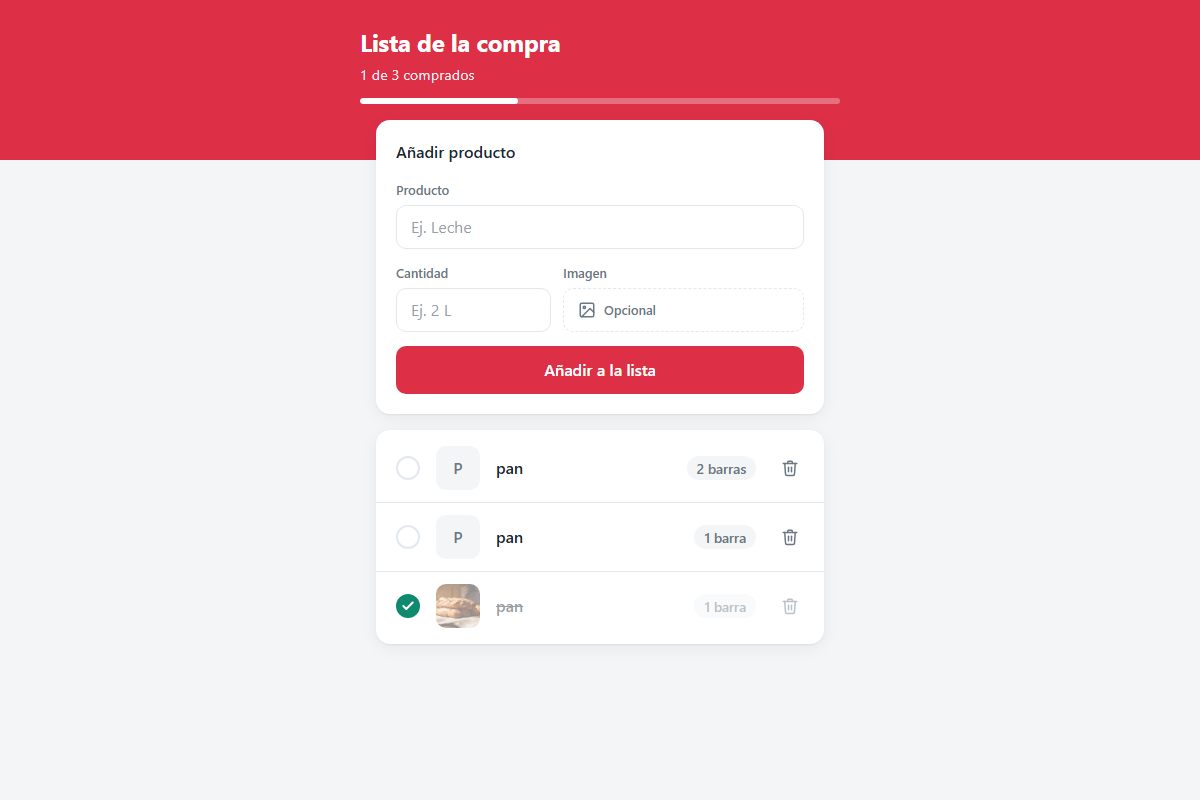 Lista de la compra
1 de 3 comprados
Añadir producto
Producto
Ej. Leche
Cantidad
Imagen
Ej. 2 L
Opcional
Añadir a la lista
P
pan
2 barras
P
pan
1 barra
pan
1 barra